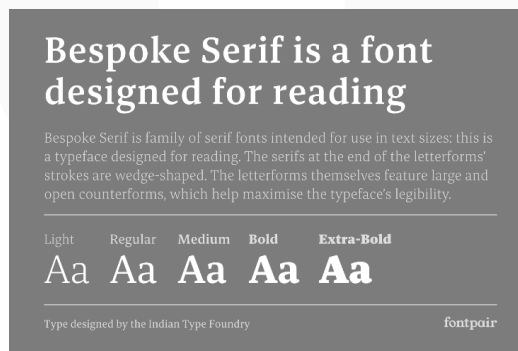 Bespoke Serif is a font
designed for reading
Bespoke Serif is family of serif fonts intended for use in text sizes: this is
a typeface designed for reading. The serifs at the end of the letterforms'
strokes are wedge-shaped. The letterforms themselves feature large and
open counterforms, which help maximise the typeface's legibility.
Light Regular Medium Bold Extra-Bold
Aa Aa Aa Aa Aa
Type designed by the Indian Type Foundry fontpair